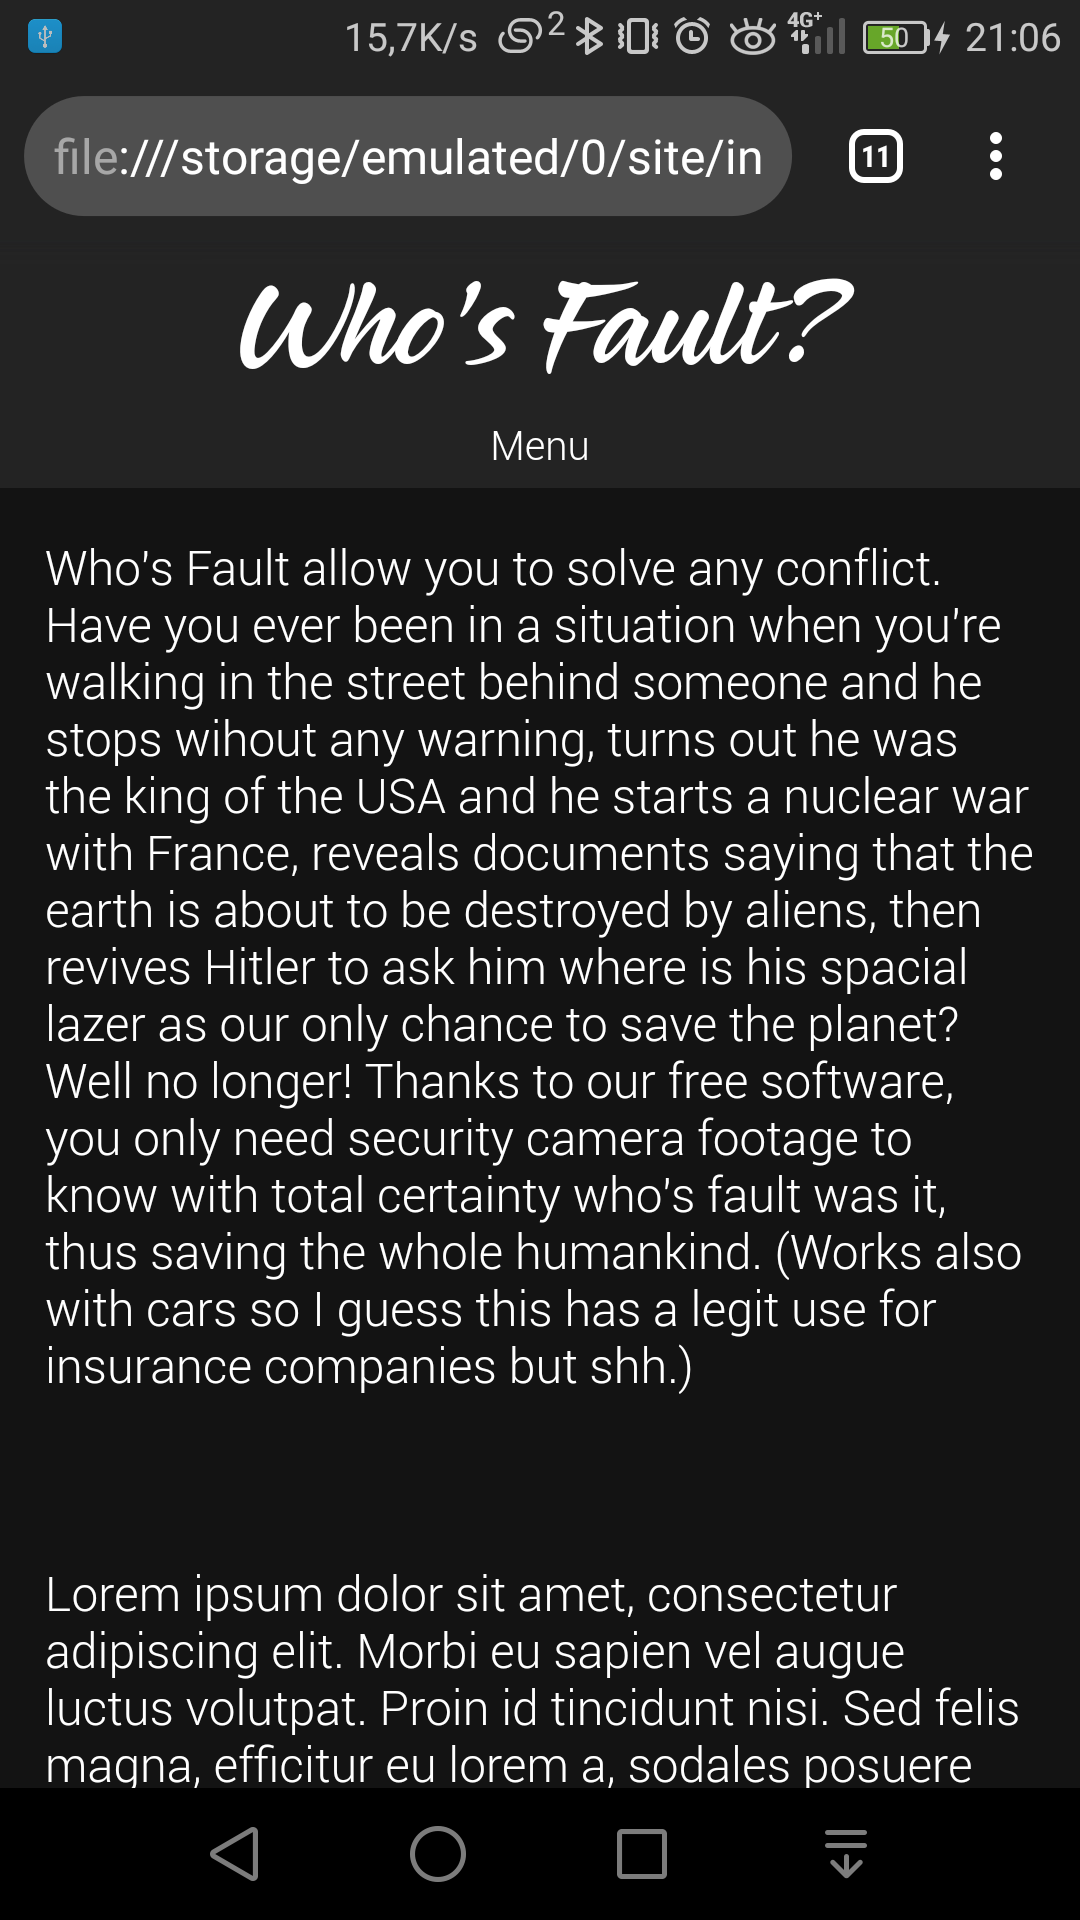 15,7K/s 2 4G+ 50 21:06
file:///storage/emulated/0/site/in 11
Who's Fault?
Menu
Who's Fault allow you to solve any conflict.
Have you ever been in a situation when you're
walking in the street behind someone and he
stops wihout any warning, turns out he was
the king of the USA and he starts a nuclear war
with France, reveals documents saying that the
earth is about to be destroyed by aliens, then
revives Hitler to ask him where is his spacial
lazer as our only chance to save the planet?
Well no longer! Thanks to our free software,
you only need security camera footage to
know with total certainty who's fault was it,
thus saving the whole humankind. (Works also
with cars so I guess this has a legit use for
insurance companies but shh.)
Lorem ipsum dolor sit amet, consectetur
adipiscing elit. Morbi eu sapien vel augue
luctus volutpat. Proin id tincidunt nisi. Sed felis
magna, efficitur eu lorem a, sodales posuere